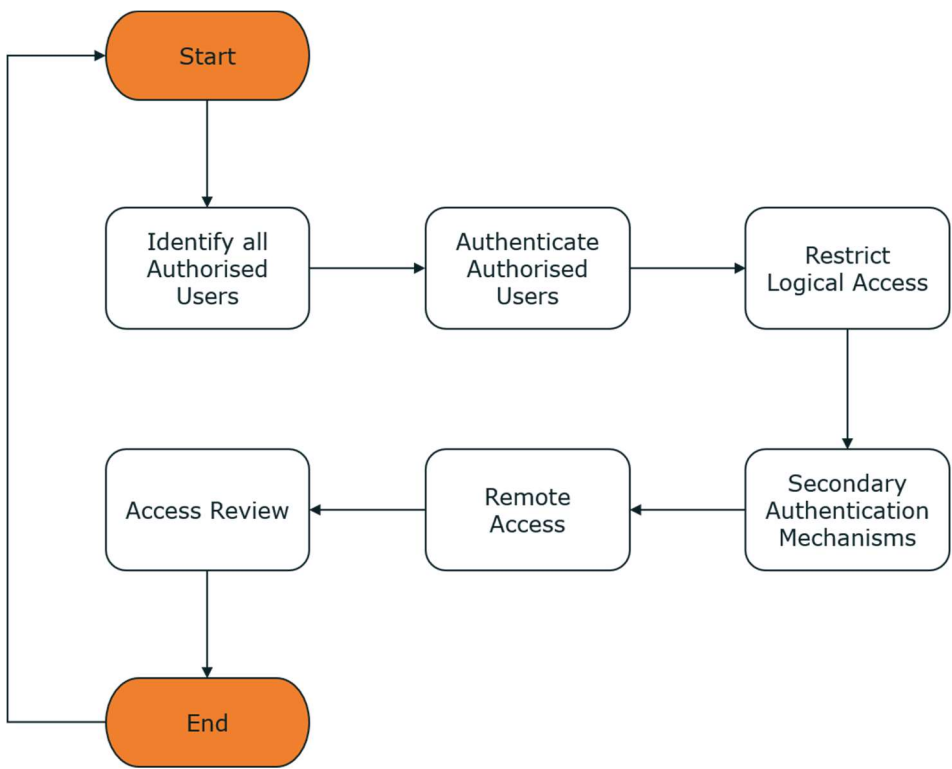 Start
Identify all
Authorised
Users
Authenticate
Authorised
Users
Restrict
Logical Access
Secondary
Authentication
Mechanisms
Remote
Access
Access Review
End